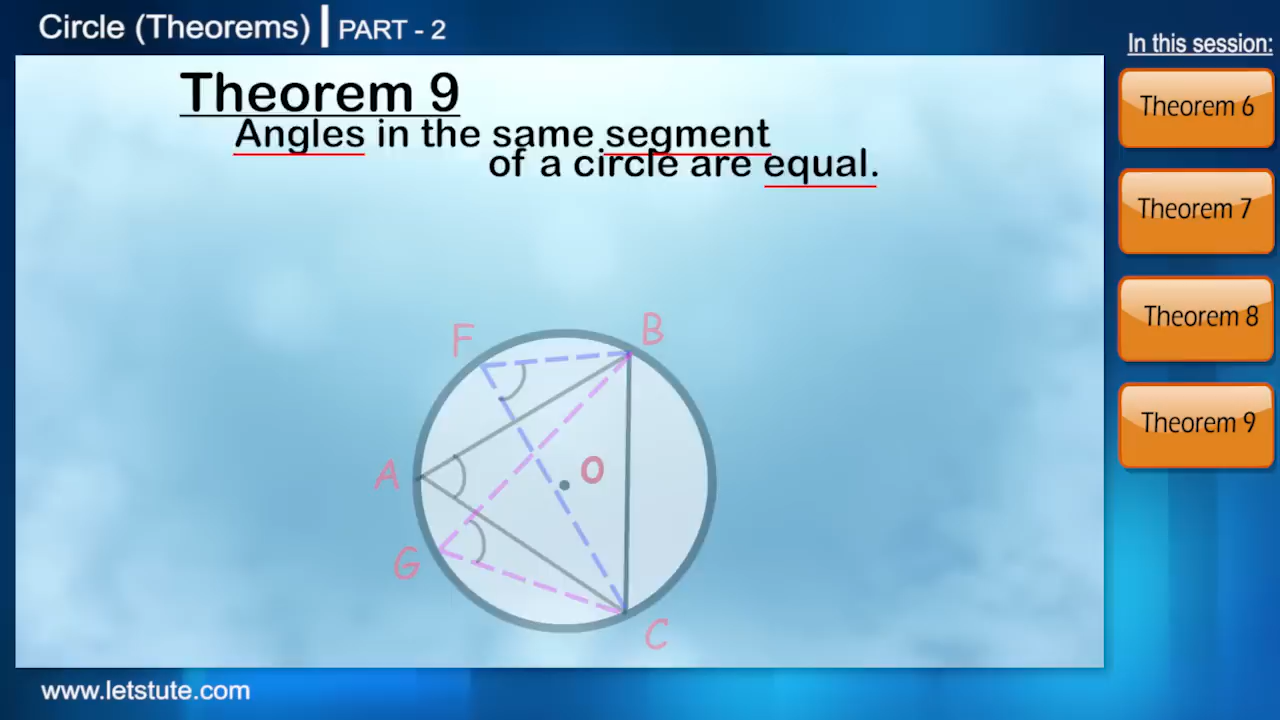 Circle (Theorems) | PART - 2
In this session:
Theorem 9
Angles in the same segment
of a circle are equal.
Theorem 6
Theorem 7
Theorem 8
Theorem 9
F
B
A
O
G
C
www.letstute.com